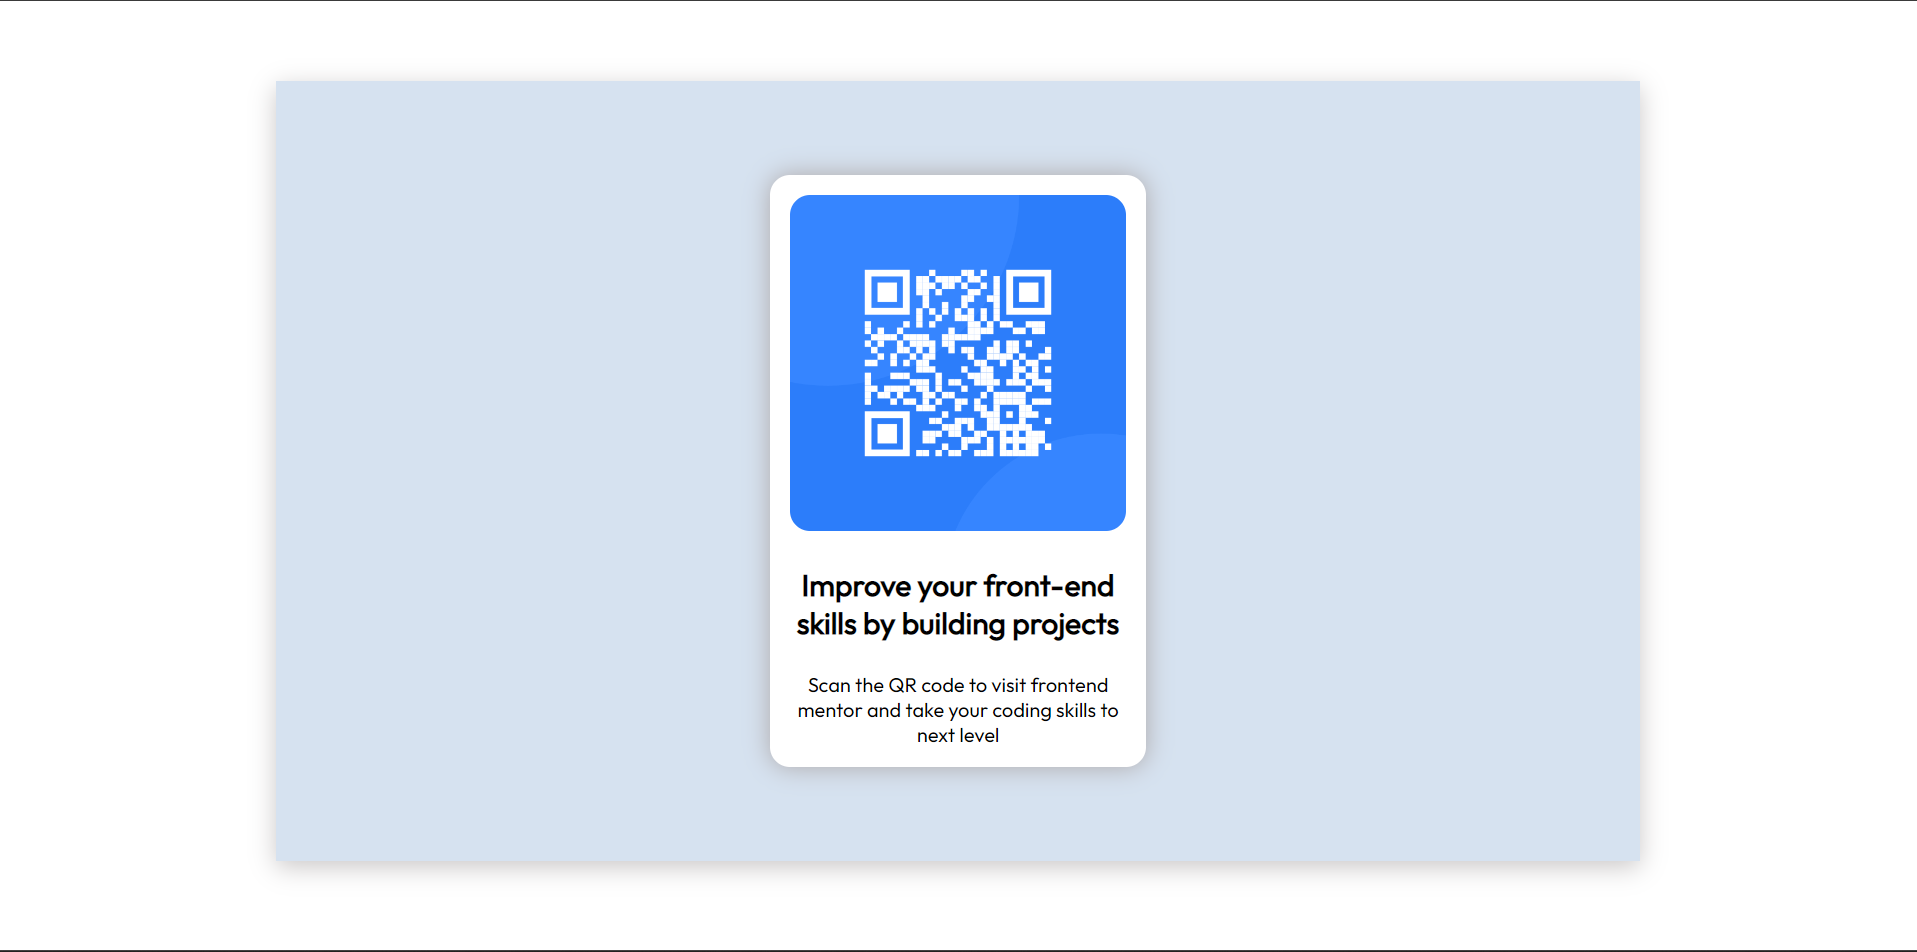 Improve your front-end
skills by building projects
Scan the QR code to visit frontend
mentor and take your coding skills to
next level